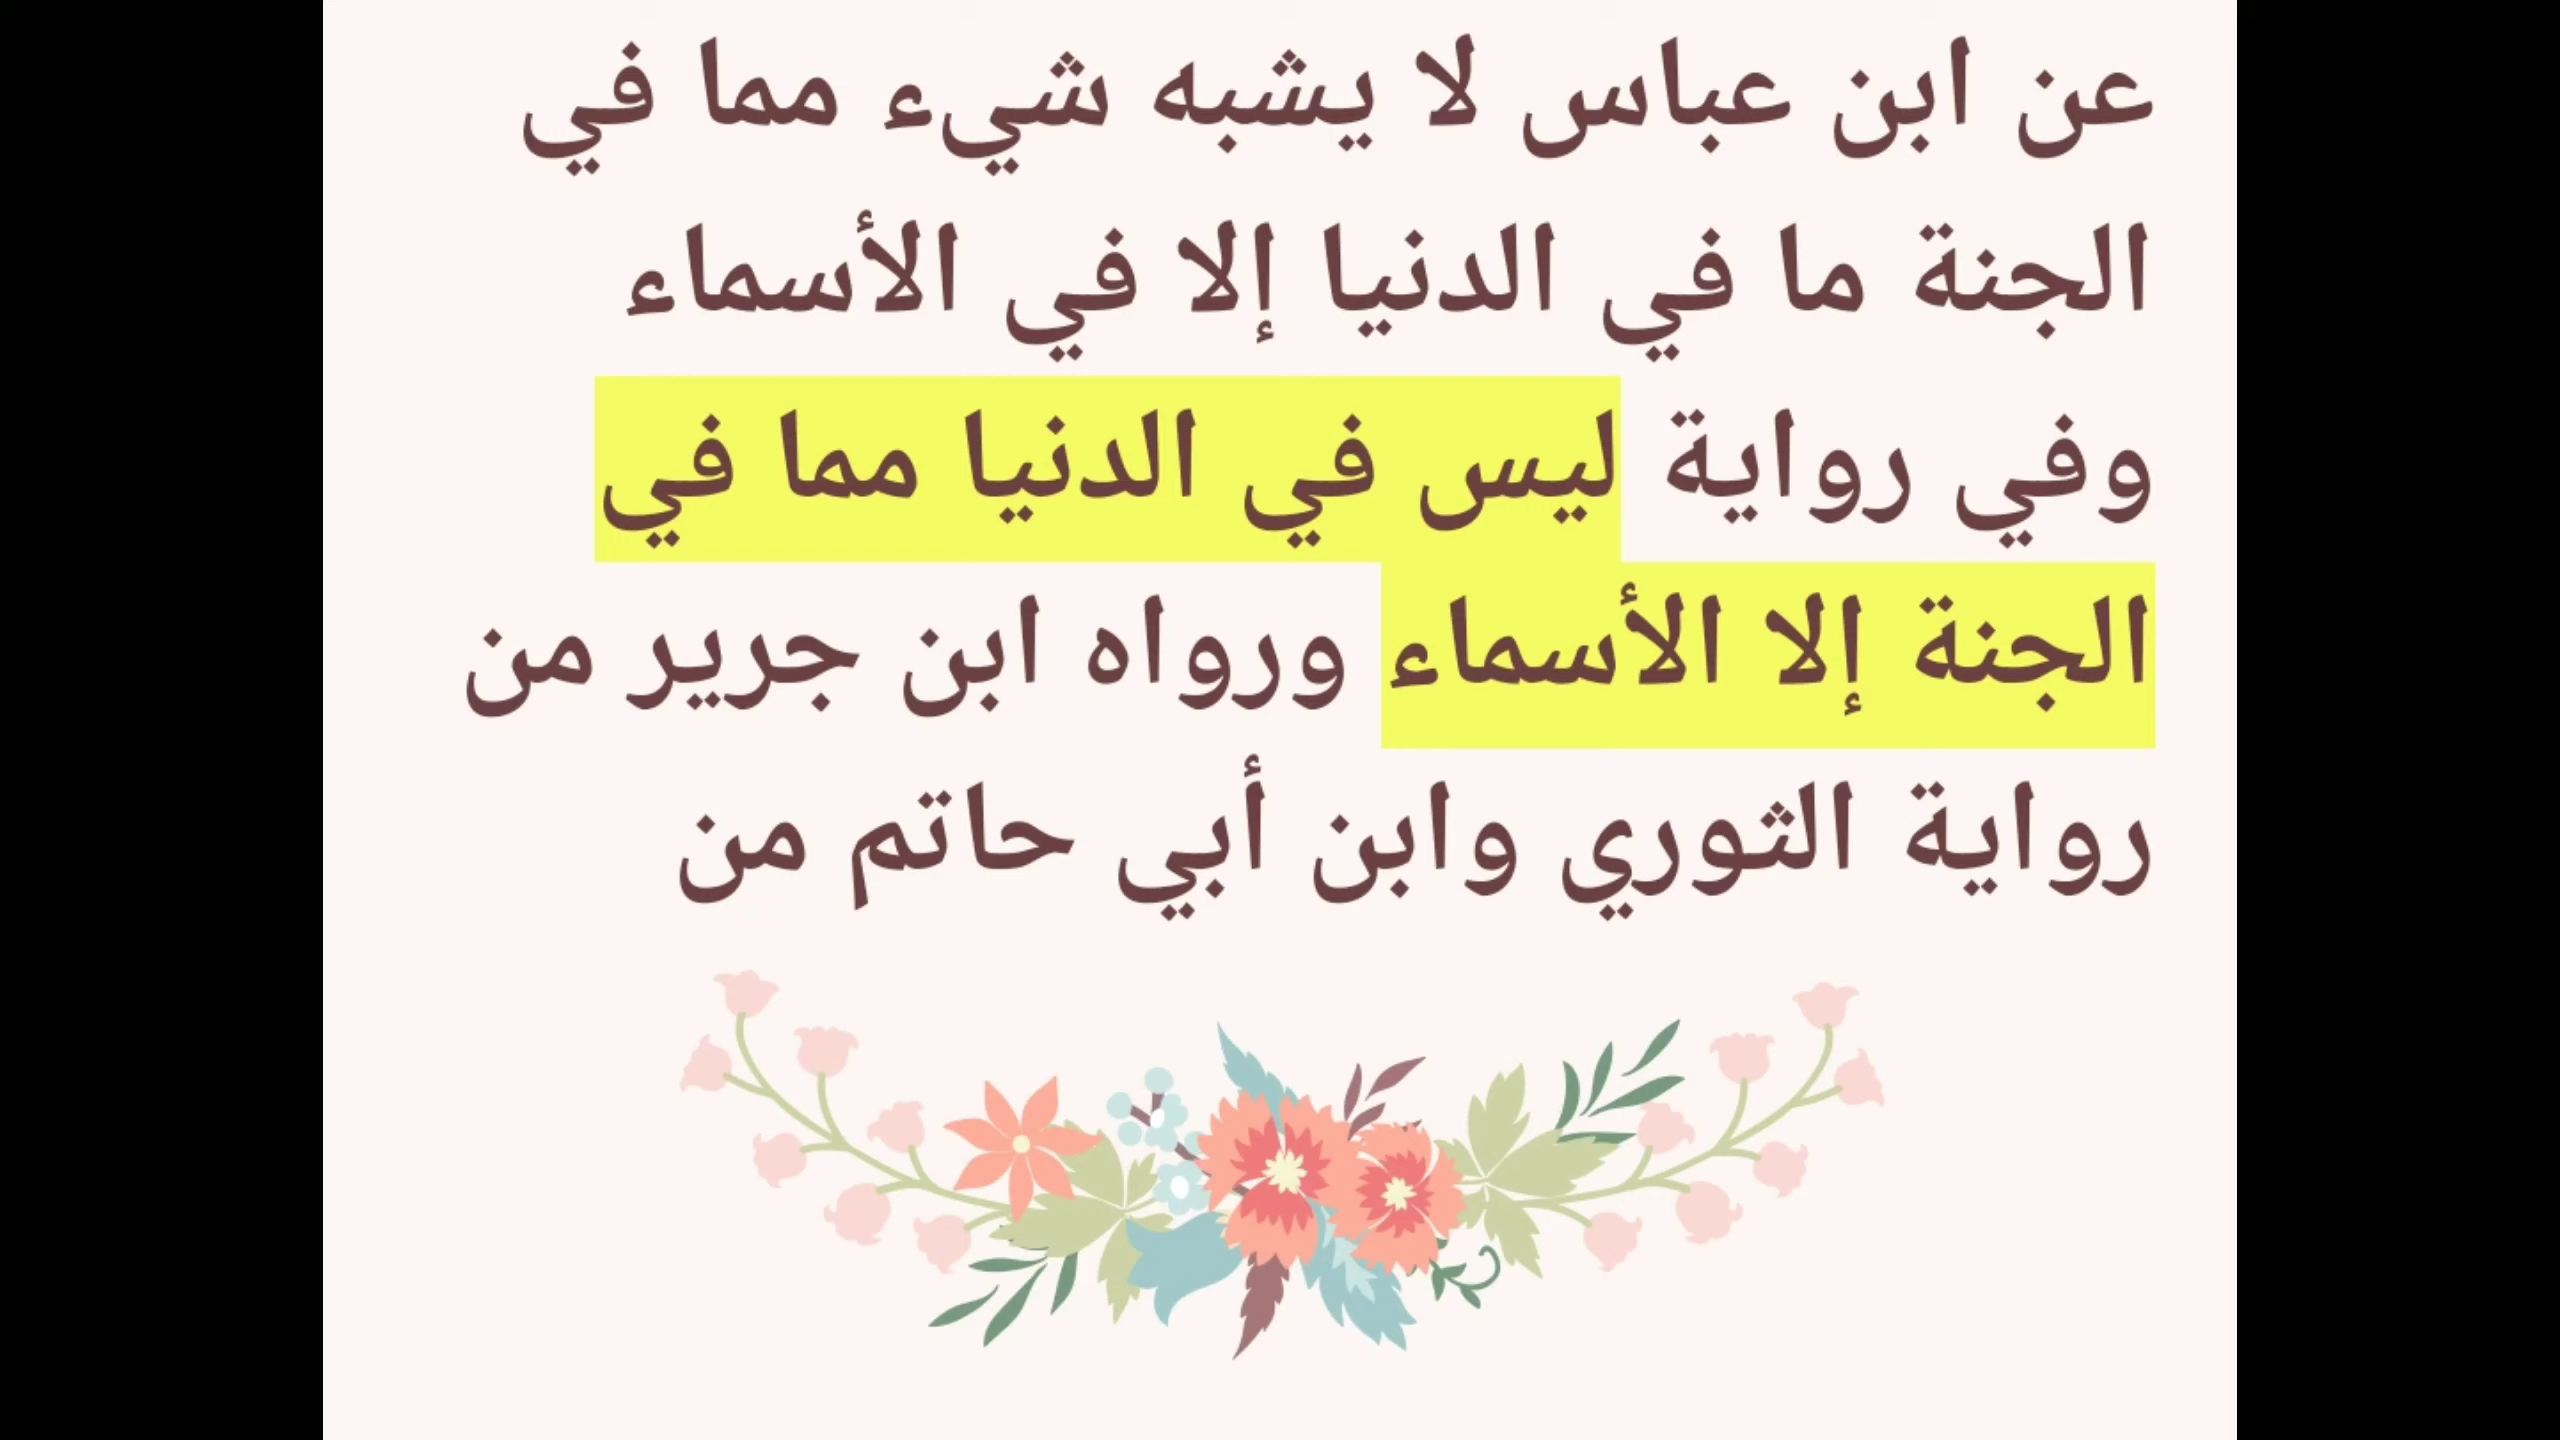 عن ابن عباس لا يشبه شيء مما في
الجنة ما في الدنيا إلا في الأسماء
وفي رواية ليس في الدنيا مما في
الجنة إلا الأسماء ورواه ابن جرير من
رواية الثوري وابن أبي حاتم من